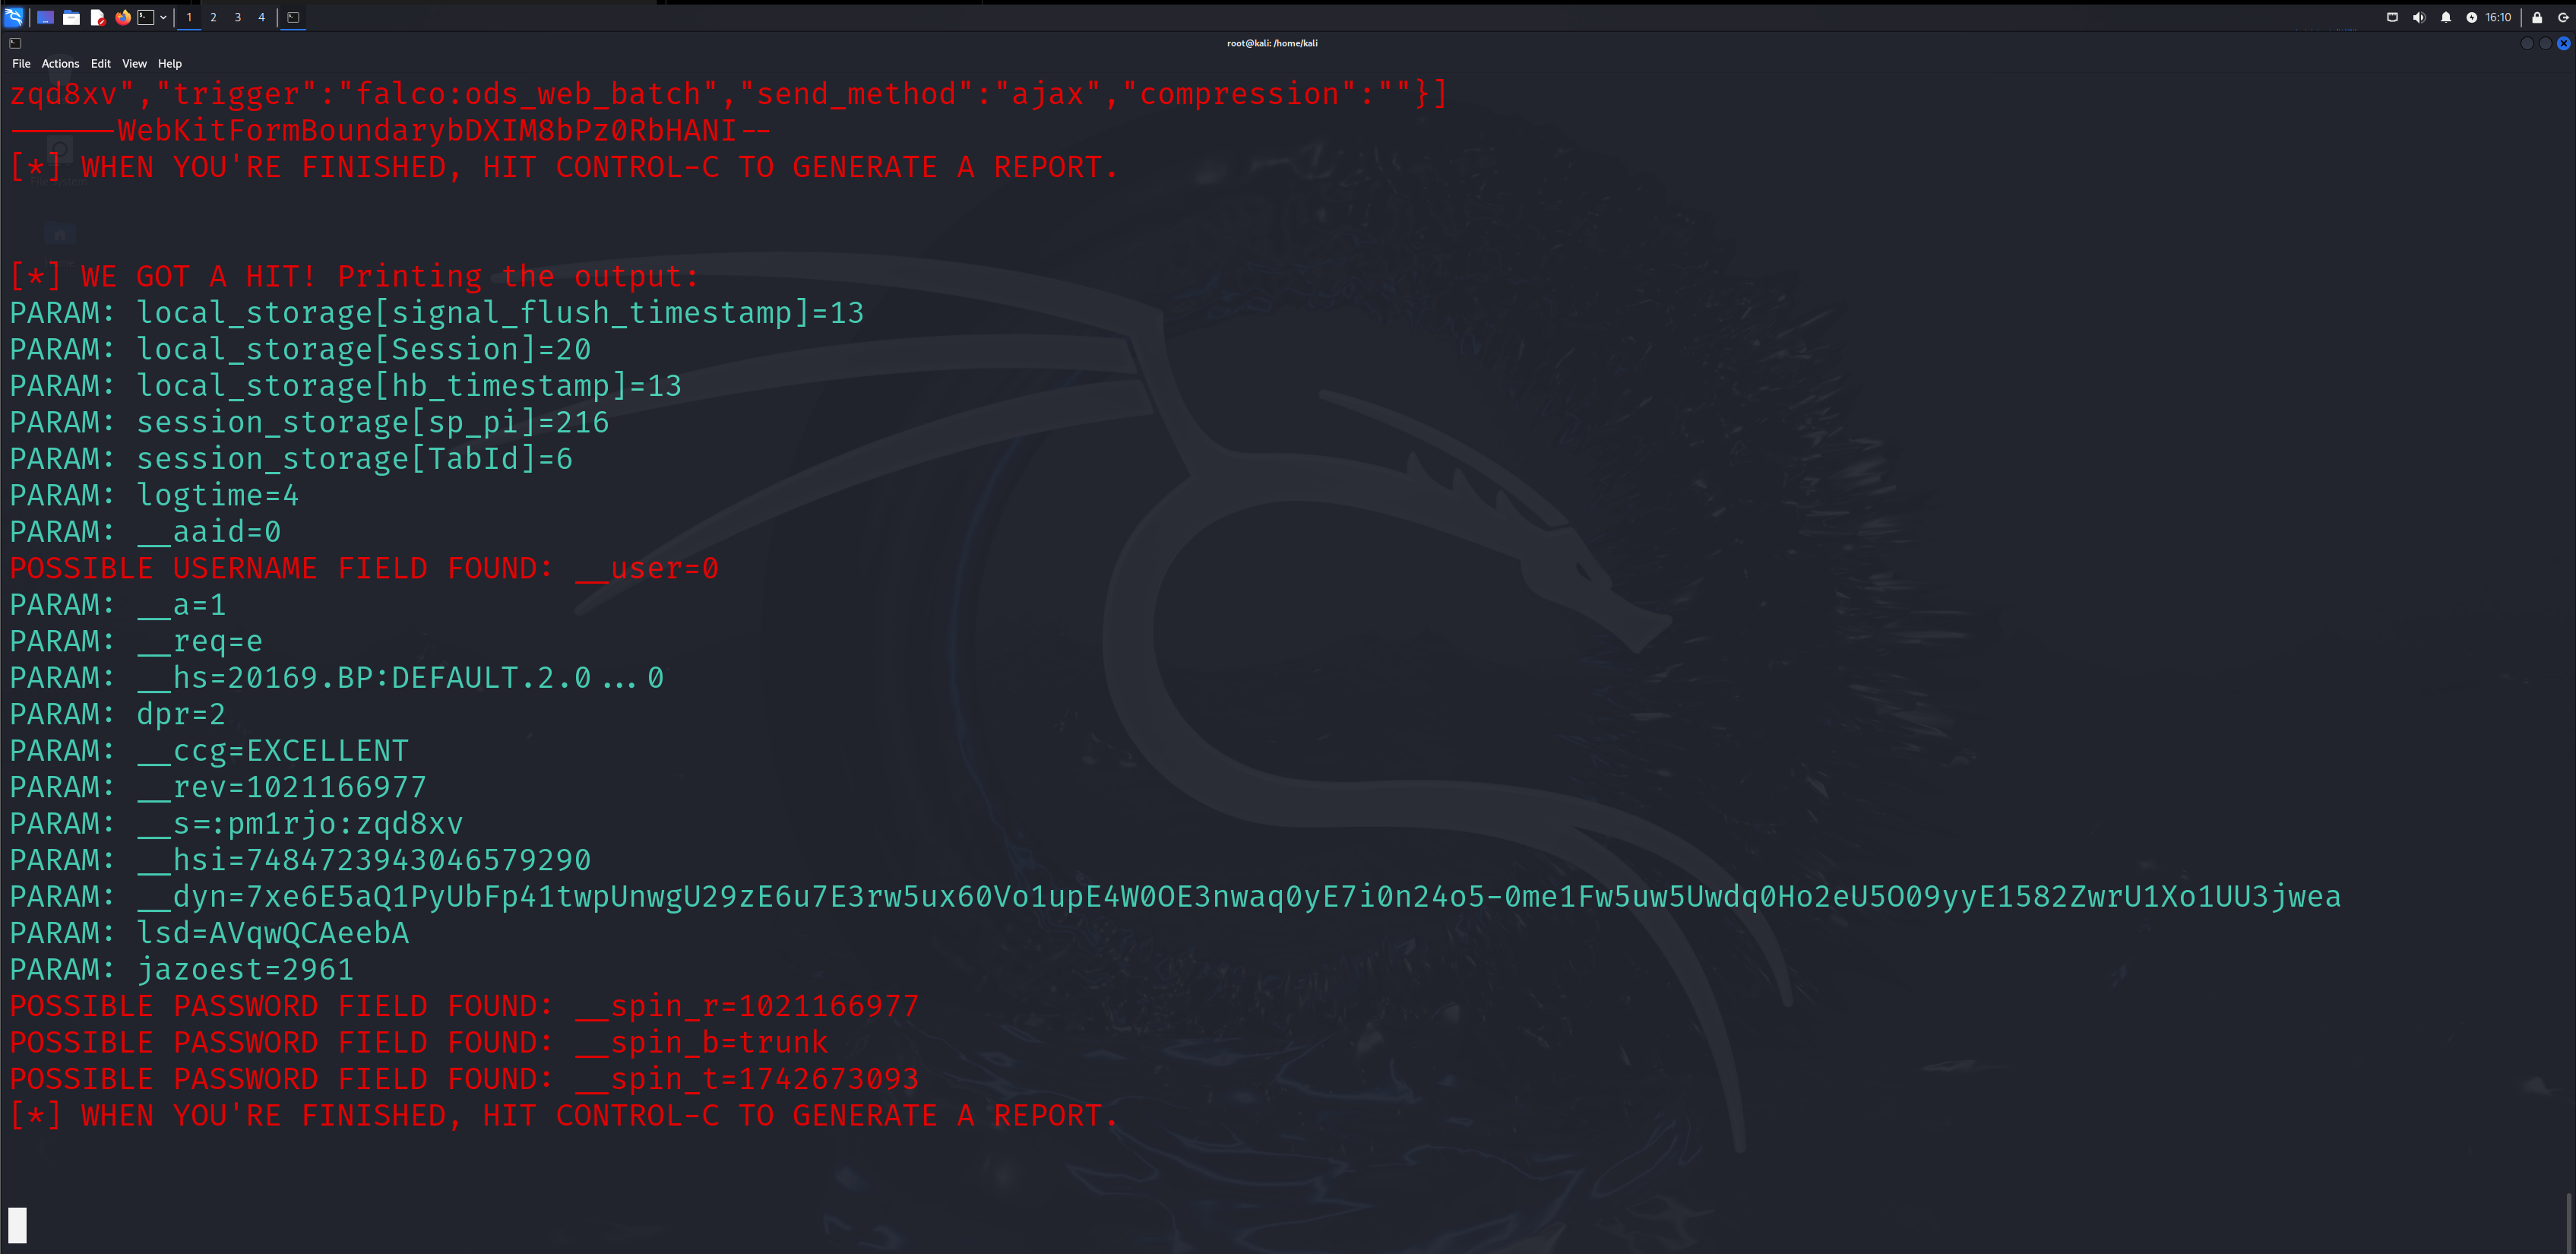 1 2 3 4
16:10
root@kali: /home/kali
File Actions Edit View Help
zqd8xv","trigger":"falco:ods_web_batch","send_method":"ajax","compression":""}]
------WebKitFormBoundarybDXIM8bPz0RbHANI--
[*] WHEN YOU'RE FINISHED, HIT CONTROL-C TO GENERATE A REPORT.
[*] WE GOT A HIT! Printing the output:
PARAM: local_storage[signal_flush_timestamp]=13
PARAM: local_storage[Session]=20
PARAM: local_storage[hb_timestamp]=13
PARAM: session_storage[sp_pi]=216
PARAM: session_storage[TabId]=6
PARAM: logtime=4
PARAM: __aaid=0
POSSIBLE USERNAME FIELD FOUND: __user=0
PARAM: __a=1
PARAM: __req=e
PARAM: __hs=20169.BP:DEFAULT.2.0...0
PARAM: dpr=2
PARAM: __ccg=EXCELLENT
PARAM: __rev=1021166977
PARAM: __s=:pm1rjo:zqd8xv
PARAM: __hsi=7484723943046579290
PARAM: __dyn=7xe6E5aQ1PyUbFp41twpUnwgU29zE6u7E3rw5ux60Vo1upE4W0OE3nwaq0yE7i0n24o5-0me1Fw5uw5Uwdq0Ho2eU5O09yyE1582ZwrU1Xo1UU3jwea
PARAM: lsd=AVqwQCAeebA
PARAM: jazoest=2961
POSSIBLE PASSWORD FIELD FOUND: __spin_r=1021166977
POSSIBLE PASSWORD FIELD FOUND: __spin_b=trunk
POSSIBLE PASSWORD FIELD FOUND: __spin_t=1742673093
[*] WHEN YOU'RE FINISHED, HIT CONTROL-C TO GENERATE A REPORT.